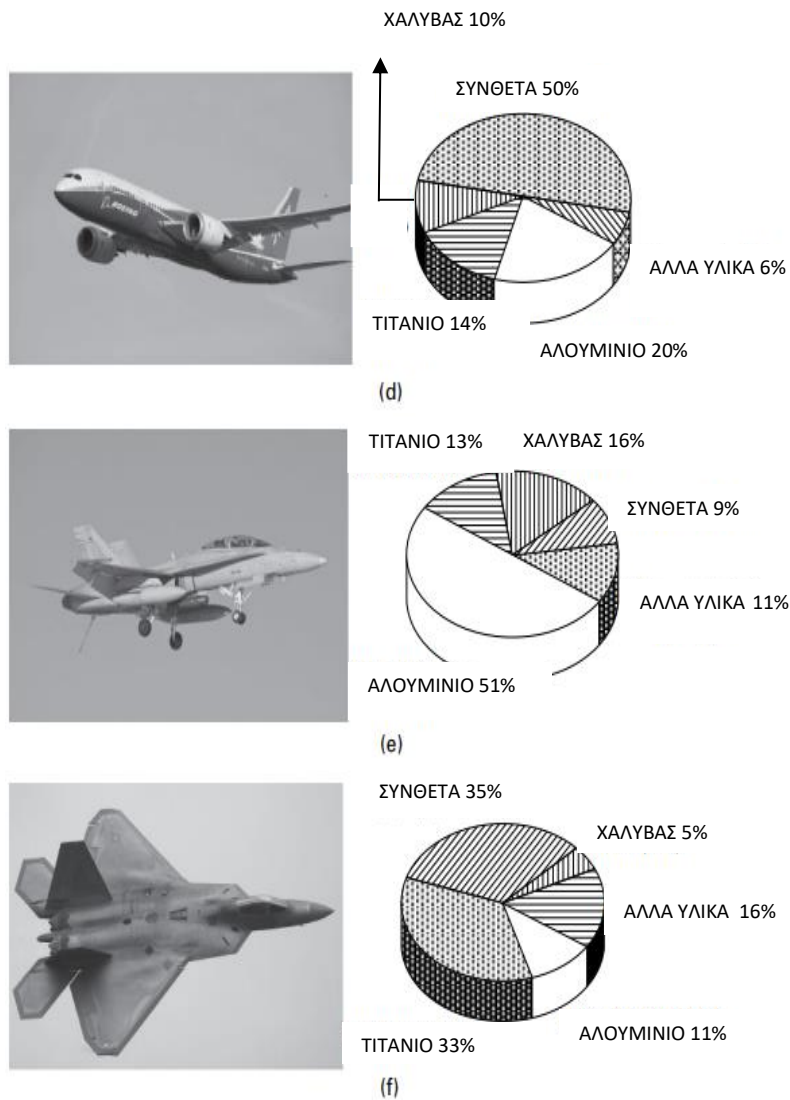 ΧΑΛΥΒΑΣ 10%
ΣΥΝΘΕΤΑ 50%
BOEING
ΑΛΛΑ ΥΛΙΚΑ 6%
ΤΙΤΑΝΙΟ 14%
ΑΛΟΥΜΙΝΙΟ 20%
(d)
ΤΙΤΑΝΙΟ 13% ΧΑΛΥΒΑΣ 16%
ΣΥΝΘΕΤΑ 9%
ΑΛΛΑ ΥΛΙΚΑ 11%
ΑΛΟΥΜΙΝΙΟ 51%
(e)
ΣΥΝΘΕΤΑ 35%
ΧΑΛΥΒΑΣ 5%
ΑΛΛΑ ΥΛΙΚΑ 16%
ΤΙΤΑΝΙΟ 33%
ΑΛΟΥΜΙΝΙΟ 11%
(f)